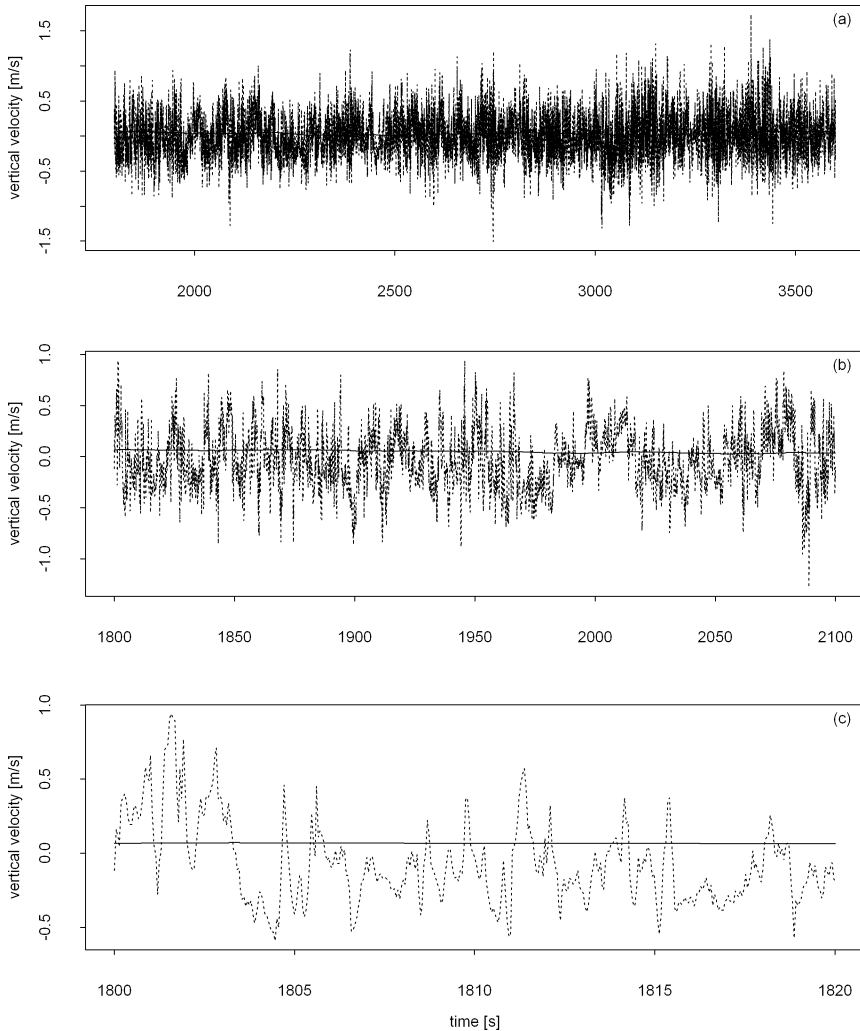 (a)
vertical velocity [m/s]
1.5
0.5
-0.5
-1.5
2000 2500 3000 3500
(b)
vertical velocity [m/s]
1.0
0.5
0.0
-0.5
-1.0
1800 1850 1900 1950 2000 2050 2100
(c)
vertical velocity [m/s]
1.0
0.5
0.0
-0.5
1800 1805 1810 1815 1820
time [s]